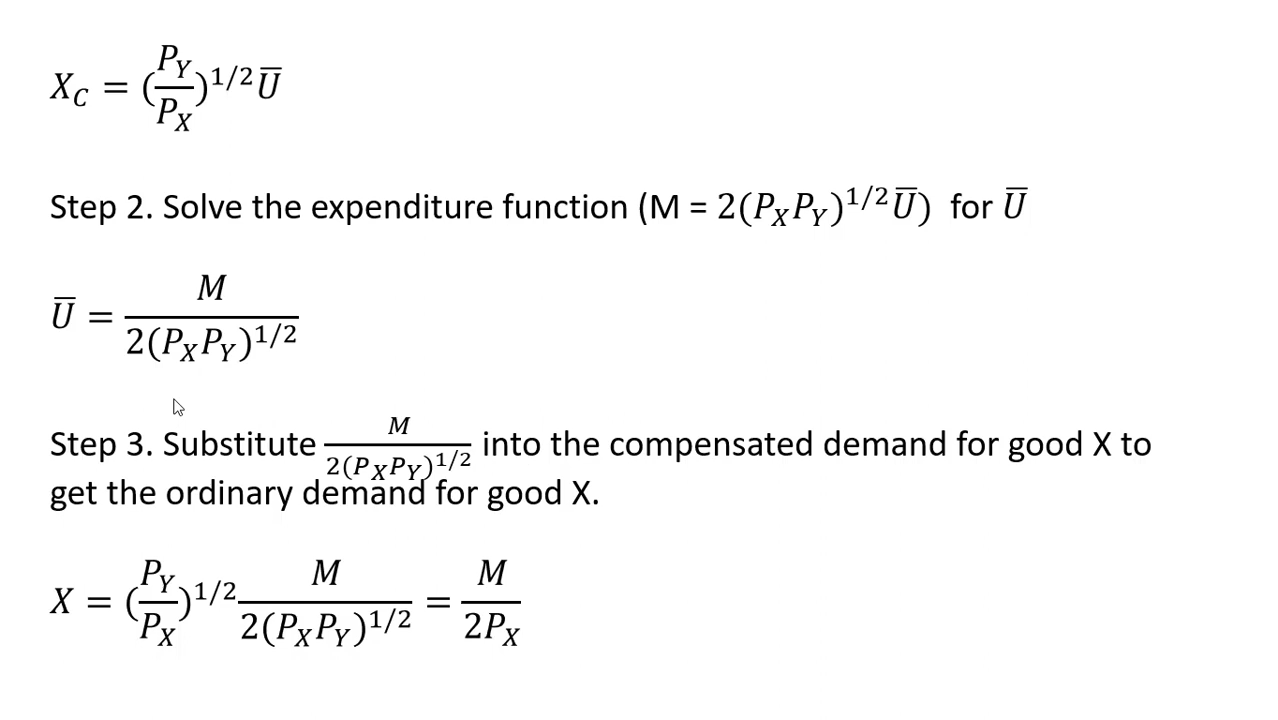 X_C = (P_Y/P_X)^{1/2} U̅
Step 2. Solve the expenditure function (M = 2(P_X P_Y)^{1/2} U̅) for U̅
U̅ = M/2(P_X P_Y)^{1/2}
Step 3. Substitute M/2(P_X P_Y)^{1/2} into the compensated demand for good X to
get the ordinary demand for good X.
X = (P_Y/P_X)^{1/2} M/2(P_X P_Y)^{1/2} = M/2P_X